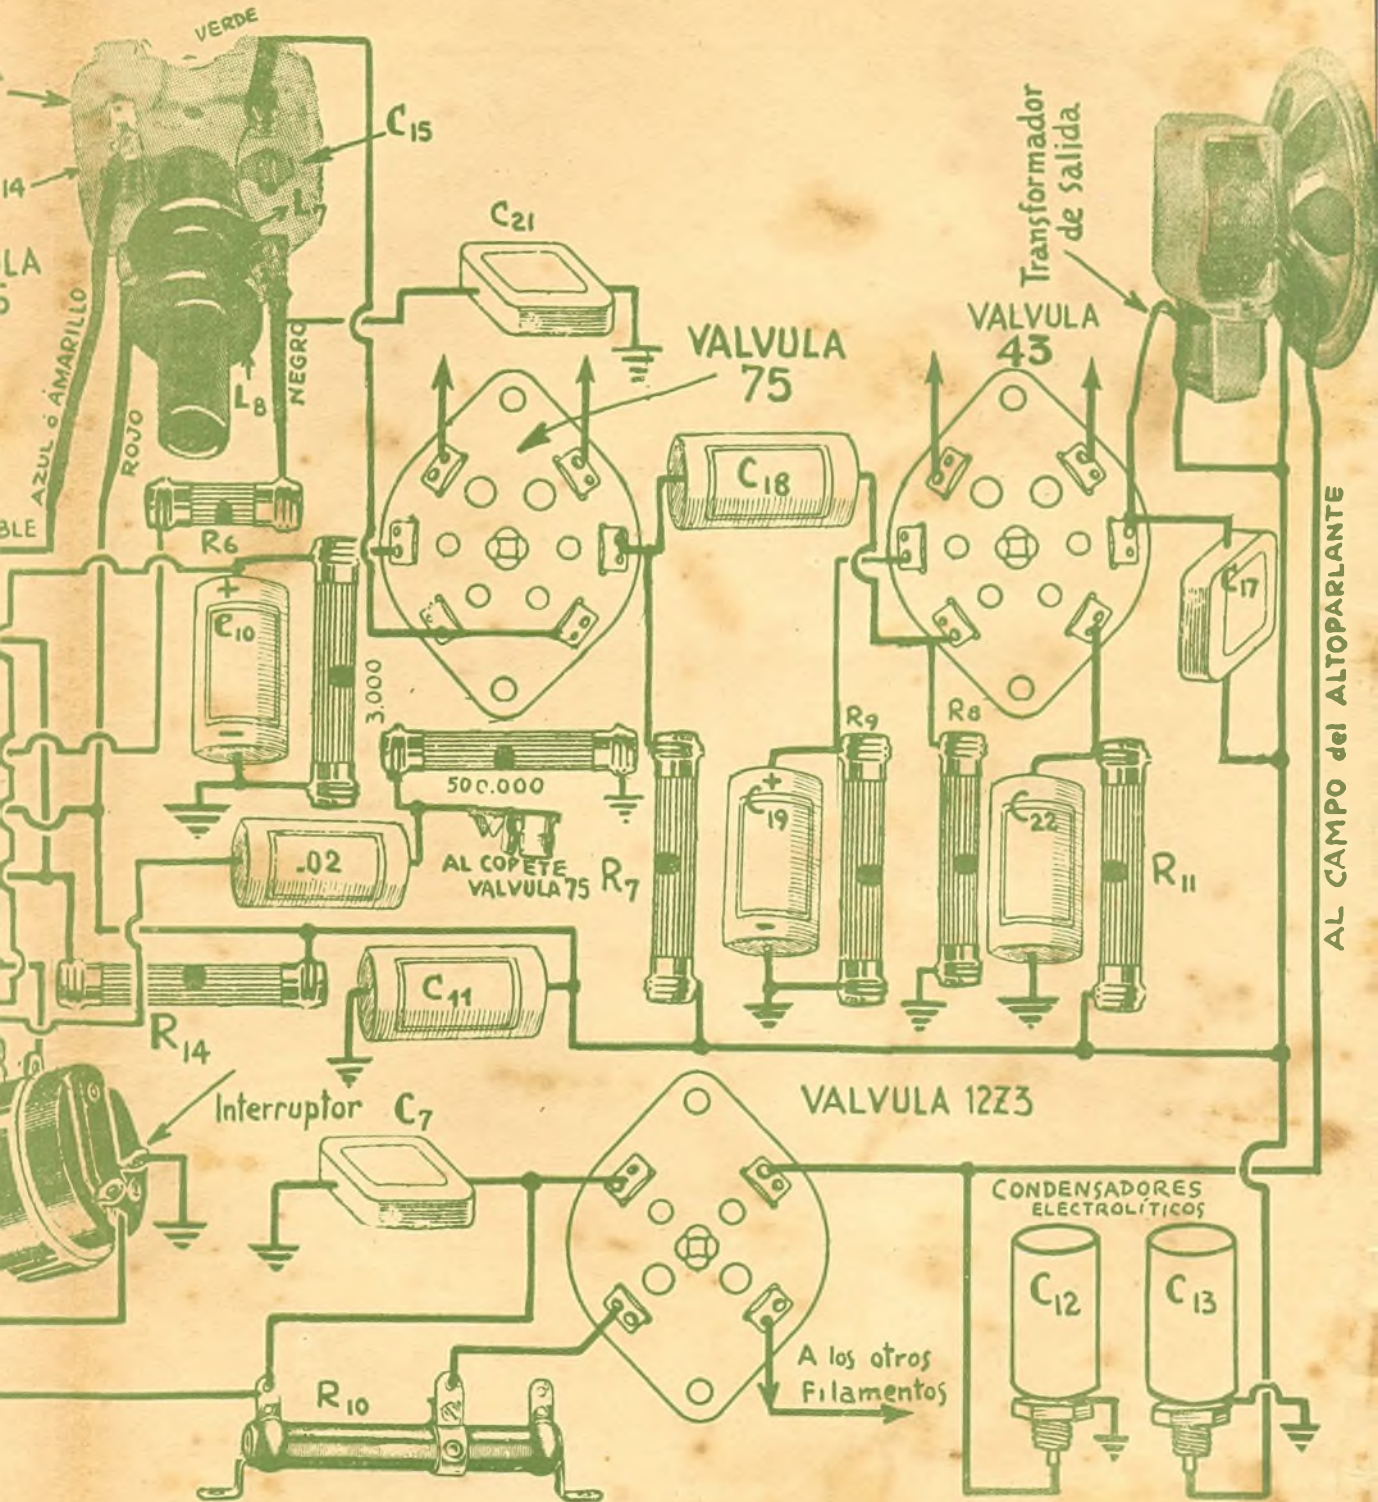 VERDE
C15
14
L7
C21
LA
Transformador
de Salida
VALVULA
75
VALVULA
43
AZUL ó AMARILLO
ROJO
L8
NEGRO
BLE
R6
C18
C17
C10
+
-
3.000
500.000
AL CAMPO del ALTOPARLANTE
R9
R8
.02
AL COPETE
VALVULA 75
R7
+
C19
-
C22
R11
C11
R14
Interruptor
C7
VALVULA 12Z3
CONDENSADORES
ELECTROLÍTICOS
C12
C13
R10
A los otros
Filamentos